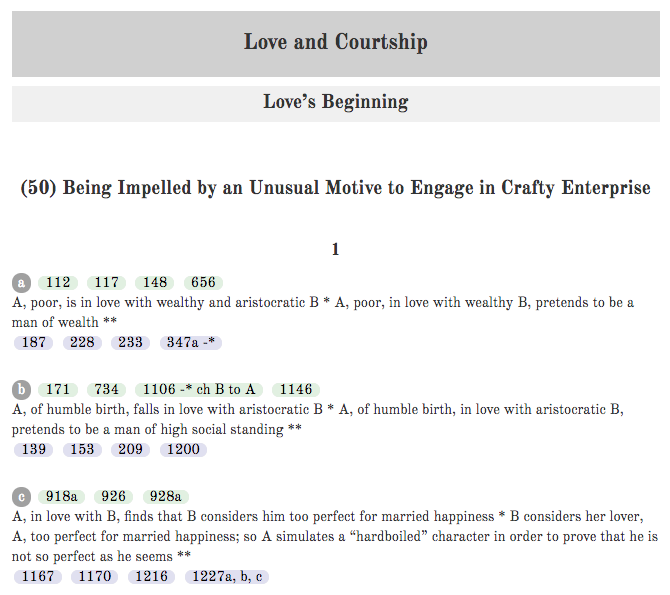 Love and Courtship
Love’s Beginning
(50) Being Impelled by an Unusual Motive to Engage in Crafty Enterprise
1
a 112 117 148 656
A, poor, is in love with wealthy and aristocratic B * A, poor, in love with wealthy B, pretends to be a
man of wealth **
187 228 233 347a -*
b 171 734 1106 -* ch B to A 1146
A, of humble birth, falls in love with aristocratic B * A, of humble birth, in love with aristocratic B,
pretends to be a man of high social standing **
139 153 209 1200
c 918a 926 928a
A, in love with B, finds that B considers him too perfect for married happiness * B considers her lover,
A, too perfect for married happiness; so A simulates a “hardboiled” character in order to prove that he is
not so perfect as he seems **
1167 1170 1216 1227a, b, c